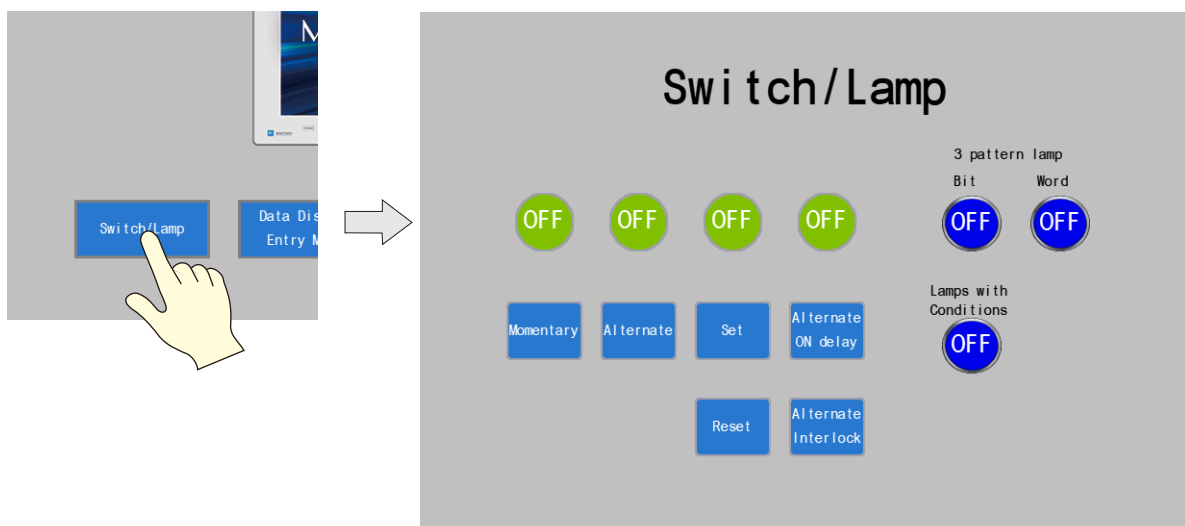 Switch/Lamp
Data Dis
Entry M
Switch/Lamp
3 pattern lamp
Bit Word
OFF OFF OFF OFF OFF OFF
Lamps with
Conditions
OFF
Momentary Alternate Set Alternate
ON delay
Reset Alternate
Interlock